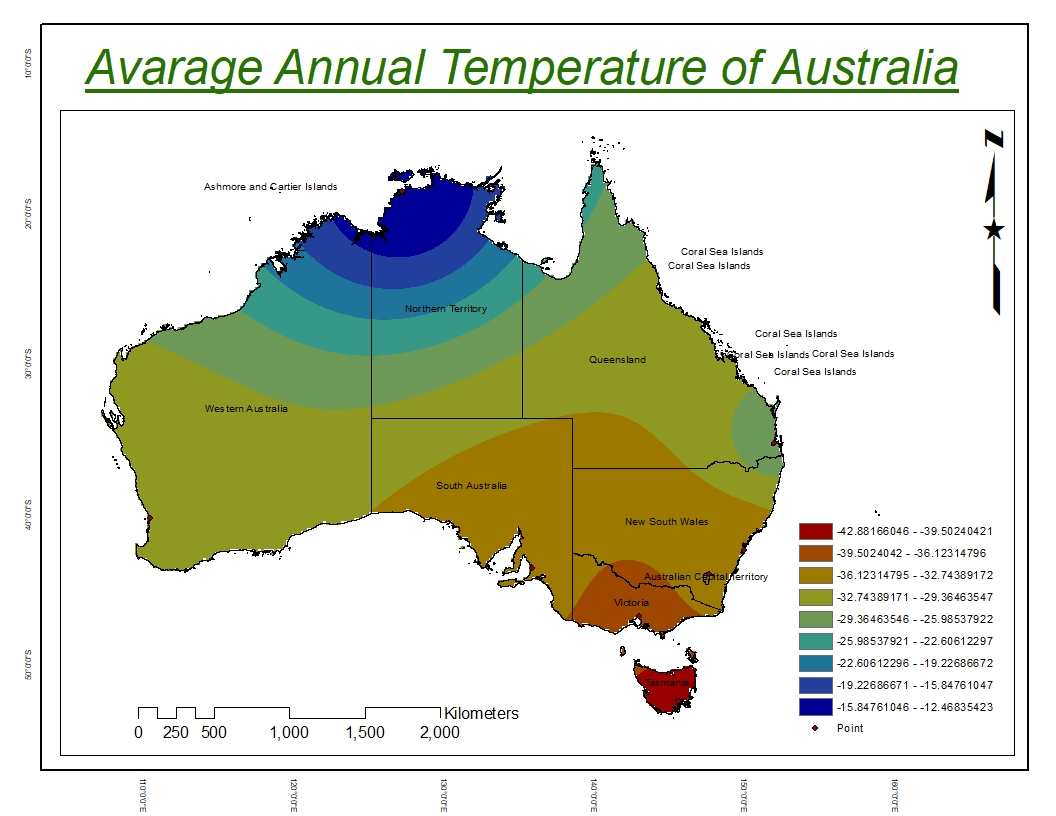 Avarage Annual Temperature of Australia
10°0'0"S
20°0'0"S
30°0'0"S
40°0'0"S
50°0'0"S
N
Ashmore and Cartier Islands
Coral Sea Islands
Coral Sea Islands
Northern Territory
Coral Sea Islands
Coral Sea Islands
Coral Sea Islands
Queensland
Coral Sea Islands
Western Australia
South Australia
New South Wales
Australian Capital Territory
Victoria
Tasmania
-42.88166046 - -39.50240421
-39.5024042 - -36.12314796
-36.12314795 - -32.74389172
-32.74389171 - -29.36463547
-29.36463546 - -25.98537922
-25.98537921 - -22.60612297
-22.60612296 - -19.22686672
-19.22686671 - -15.84761047
-15.84761046 - -12.46835423
Point
Kilometers
0 250 500 1,000 1,500 2,000
110°0'0"E
120°0'0"E
130°0'0"E
140°0'0"E
150°0'0"E
160°0'0"E